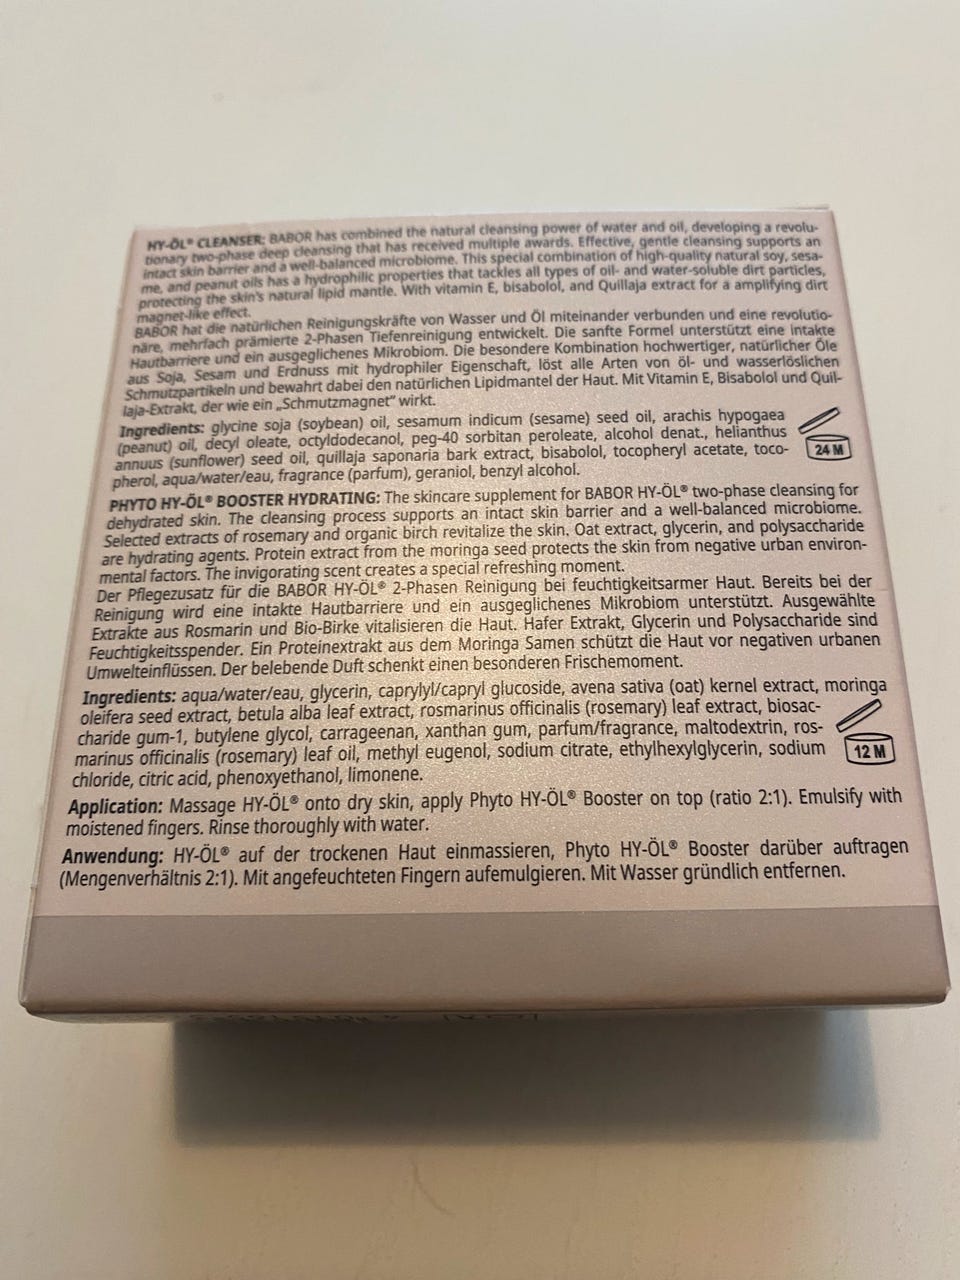 HY-ÖL® CLEANSER: BABOR has combined the natural cleansing power of water and oil, developing a revolu-
tionary two-phase deep cleansing that has received multiple awards. Effective, gentle cleansing supports an
intact skin barrier and a well-balanced microbiome. This special combination of high-quality natural soy, sesa-
me, and peanut oils has a hydrophilic properties that tackles all types of oil- and water-soluble dirt particles,
protecting the skin's natural lipid mantle. With vitamin E, bisabolol, and Quillaja extract for a amplifying dirt
magnet-like effect.
BABOR hat die natürlichen Reinigungskräfte von Wasser und Öl miteinander verbunden und eine revolutio-
näre, mehrfach prämierte 2-Phasen Tiefenreinigung entwickelt. Die sanfte Formel unterstützt eine intakte
Hautbarriere und ein ausgeglichenes Mikrobiom. Die besondere Kombination hochwertiger, natürlicher Öle
aus Soja, Sesam und Erdnuss mit hydrophiler Eigenschaft, löst alle Arten von öl- und wasserlöslichen
Schmutzpartikeln und bewahrt dabei den natürlichen Lipidmantel der Haut. Mit Vitamin E, Bisabolol und Quil-
laja-Extrakt, der wie ein „Schmutzmagnet" wirkt.
Ingredients: glycine soja (soybean) oil, sesamum indicum (sesame) seed oil, arachis hypogaea
(peanut) oil, decyl oleate, octyldodecanol, peg-40 sorbitan peroleate, alcohol denat., helianthus
annuus (sunflower) seed oil, quillaja saponaria bark extract, bisabolol, tocopheryl acetate, toco-
pherol, aqua/water/eau, fragrance (parfum), geraniol, benzyl alcohol.
24 M
PHYTO HY-ÖL® BOOSTER HYDRATING: The skincare supplement for BABOR HY-ÖL® two-phase cleansing for
dehydrated skin. The cleansing process supports an intact skin barrier and a well-balanced microbiome.
Selected extracts of rosemary and organic birch revitalize the skin. Oat extract, glycerin, and polysaccharide
are hydrating agents. Protein extract from the moringa seed protects the skin from negative urban environ-
mental factors. The invigorating scent creates a special refreshing moment.
Der Pflegezusatz für die BABOR HY-ÖL® 2-Phasen Reinigung bei feuchtigkeitsarmer Haut. Bereits bei der
Reinigung wird eine intakte Hautbarriere und ein ausgeglichenes Mikrobiom unterstützt. Ausgewählte
Extrakte aus Rosmarin und Bio-Birke vitalisieren die Haut. Hafer Extrakt, Glycerin und Polysaccharide sind
Feuchtigkeitsspender. Ein Proteinextrakt aus dem Moringa Samen schützt die Haut vor negativen urbanen
Umwelteinflüssen. Der belebende Duft schenkt einen besonderen Frischemoment.
Ingredients: aqua/water/eau, glycerin, caprylyl/capryl glucoside, avena sativa (oat) kernel extract, moringa
oleifera seed extract, betula alba leaf extract, rosmarinus officinalis (rosemary) leaf extract, biosac-
charide gum-1, butylene glycol, carrageenan, xanthan gum, parfum/fragrance, maltodextrin, ros-
marinus officinalis (rosemary) leaf oil, methyl eugenol, sodium citrate, ethylhexylglycerin, sodium
chloride, citric acid, phenoxyethanol, limonene.
12 M
Application: Massage HY-ÖL® onto dry skin, apply Phyto HY-ÖL® Booster on top (ratio 2:1). Emulsify with
moistened fingers. Rinse thoroughly with water.
Anwendung: HY-ÖL® auf der trockenen Haut einmassieren, Phyto HY-ÖL® Booster darüber auftragen
(Mengenverhältnis 2:1). Mit angefeuchteten Fingern aufemulgieren. Mit Wasser gründlich entfernen.